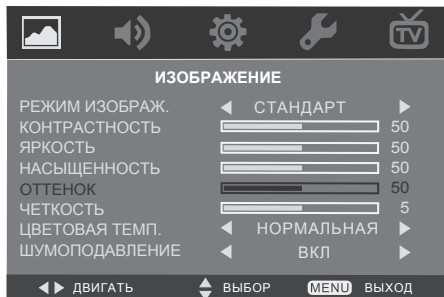 TV
ИЗОБРАЖЕНИЕ
РЕЖИМ ИЗОБРАЖ. СТАНДАРТ
КОНТРАСТНОСТЬ 50
ЯРКОСТЬ 50
НАСЫЩЕННОСТЬ 50
ОТТЕНОК 50
ЧЕТКОСТЬ 5
ЦВЕТОВАЯ ТЕМП. НОРМАЛЬНАЯ
ШУМОПОДАВЛЕНИЕ ВКЛ
ДВИГАТЬ ВЫБОР MENU ВЫХОД